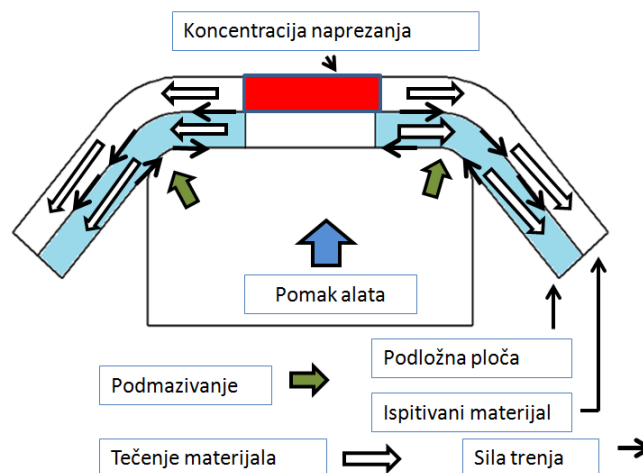 Koncentracija naprezanja
Pomak alata
Podložna ploča
Podmazivanje
Ispitivani materijal
Tečenje materijala
Sila trenja